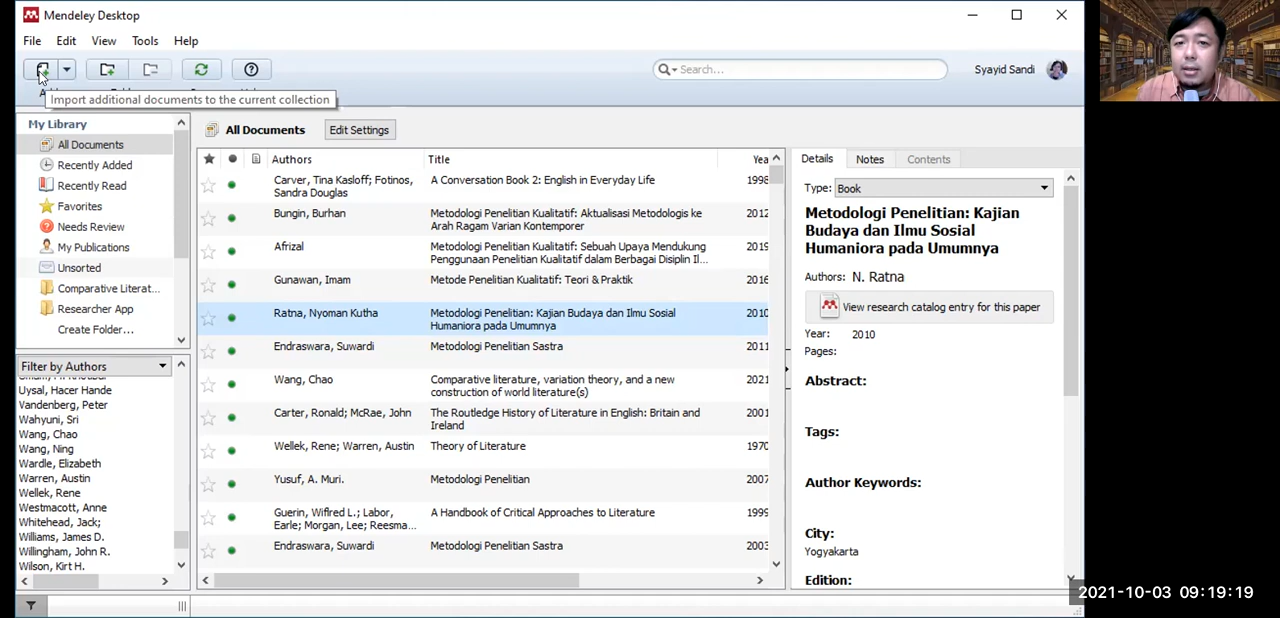 Mendeley Desktop
File Edit View Tools Help
Search...
Syayid Sandi
Import additional documents to the current collection
My Library
All Documents
Recently Added
Recently Read
Favorites
Needs Review
My Publications
Unsorted
Comparative Literat...
Researcher App
Create Folder...
Filter by Authors
Uysal, Hacer Hande
Vandenberg, Peter
Wahyuni, Sri
Wang, Chao
Wang, Ning
Wardle, Elizabeth
Warren, Austin
Wellek, Rene
Westmacott, Anne
Whitehead, Jack;
Williams, James D.
Willingham, John R.
Wilson, Kirt H.
All Documents Edit Settings
Authors Title Yea
Carver, Tina Kasloff; Fotinos, A Conversation Book 2: English in Everyday Life 1998
Sandra Douglas
Bungin, Burhan Metodologi Penelitian Kualitatif: Aktualisasi Metodologis ke 2012
Arah Ragam Varian Kontemporer
Afrizal Metodologi Penelitian Kualitatif: Sebuah Upaya Mendukung 2019
Penggunaan Penelitian Kualitatif dalam Berbagai Disiplin Il...
Gunawan, Imam Metode Penelitian Kualitatif: Teori & Praktik 2016
Ratna, Nyoman Kutha Metodologi Penelitian: Kajian Budaya dan Ilmu Sosial 2010
Humaniora pada Umumnya
Endraswara, Suwardi Metodologi Penelitian Sastra 2011
Wang, Chao Comparative literature, variation theory, and a new 2021
construction of world literature(s)
Carter, Ronald; McRae, John The Routledge History of Literature in English: Britain and 2001
Ireland
Wellek, Rene; Warren, Austin Theory of Literature 1970
Yusuf, A. Muri. Metodologi Penelitian 2007
Guerin, Wilfred L.; Labor, A Handbook of Critical Approaches to Literature 1999
Earle; Morgan, Lee; Reesma...
Endraswara, Suwardi Metodologi Penelitian Sastra 2003
Details Notes Contents
Type: Book
Metodologi Penelitian: Kajian
Budaya dan Ilmu Sosial
Humaniora pada Umumnya
Authors: N. Ratna
View research catalog entry for this paper
Year: 2010
Pages:
Abstract:
Tags:
Author Keywords:
City:
Yogyakarta
Edition:
2021-10-03 09:19:19